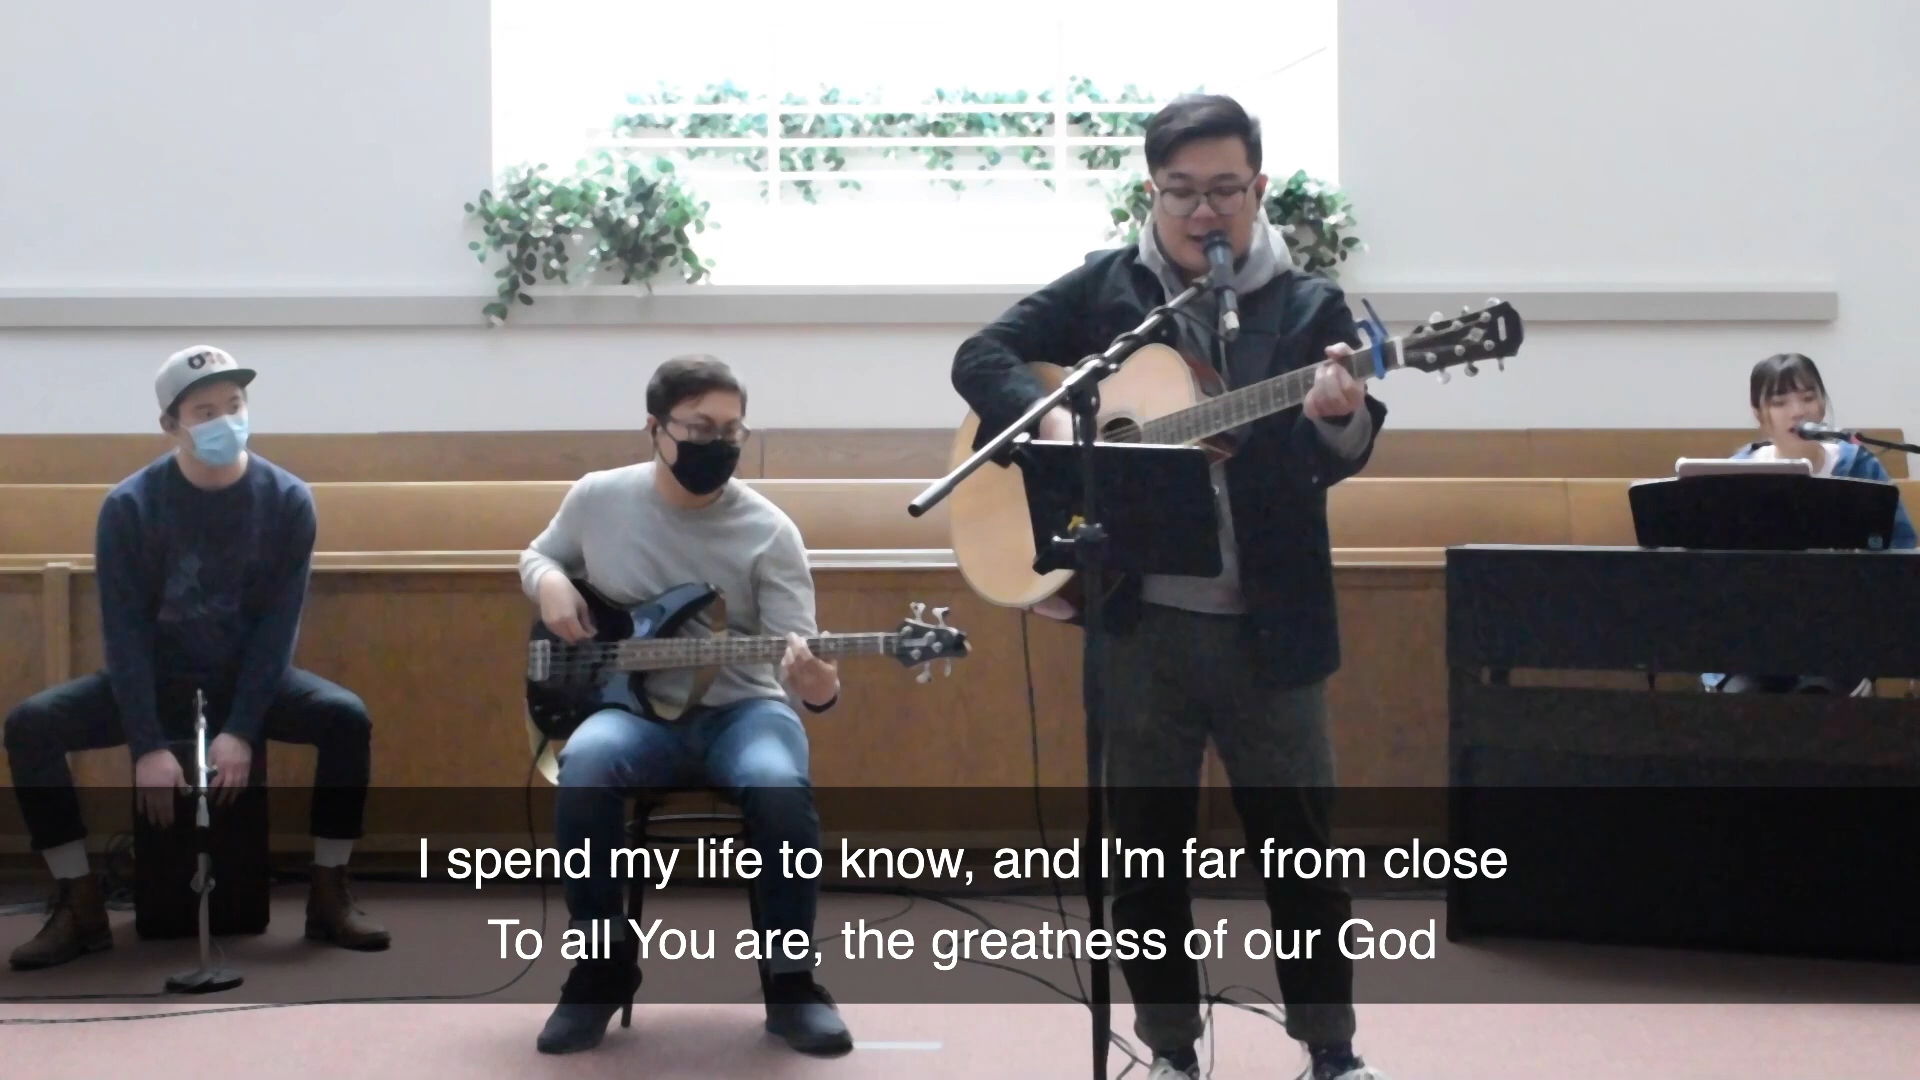 I spend my life to know, and I'm far from close
To all You are, the greatness of our God